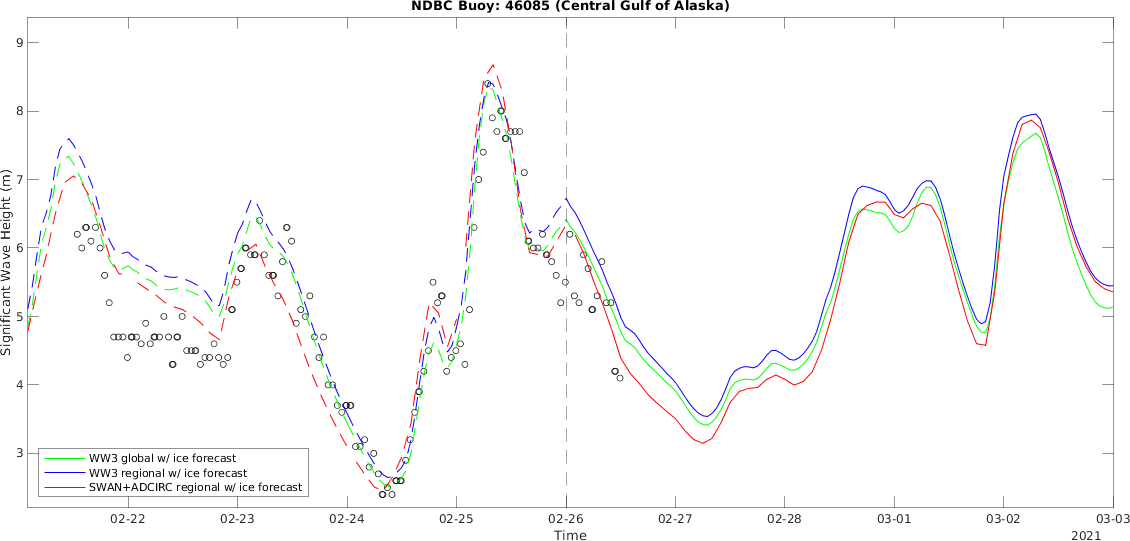 NDBC Buoy: 46085 (Central Gulf of Alaska)
Significant Wave Height (m)
9
8
7
6
5
4
3
WW3 global w/ ice forecast
WW3 regional w/ ice forecast
SWAN+ADCIRC regional w/ ice forecast
02-22 02-23 02-24 02-25 02-26 02-27 02-28 03-01 03-02 03-03
Time
2021